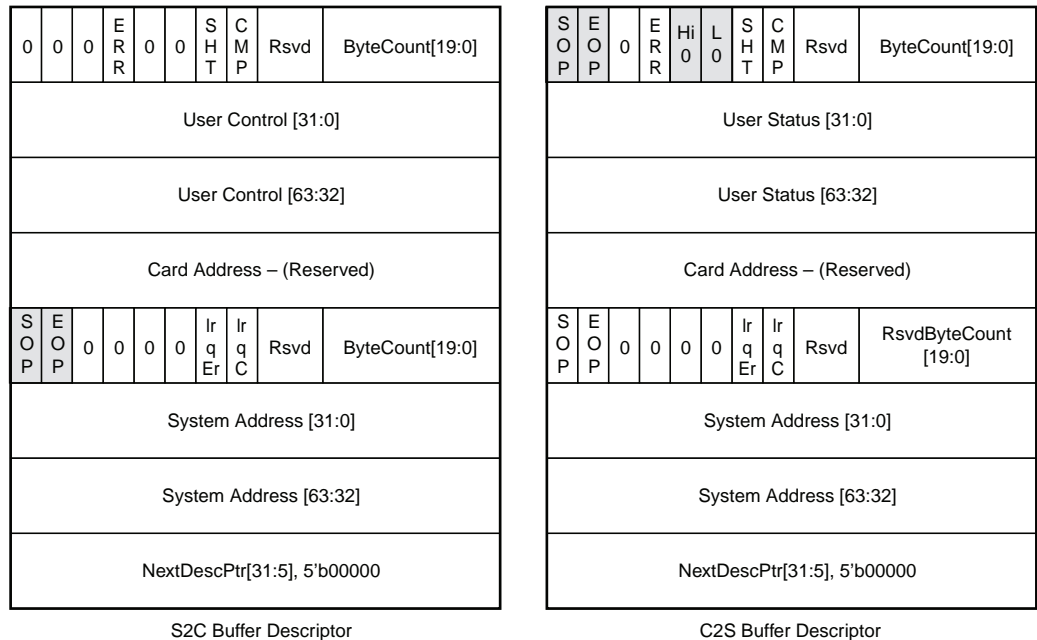 0 0 0 ERR 0 0 SHT CMP Rsvd ByteCount[19:0]
User Control [31:0]
User Control [63:32]
Card Address – (Reserved)
SOP EOP 0 0 0 0 IrqEr IrqC Rsvd ByteCount[19:0]
System Address [31:0]
System Address [63:32]
NextDescPtr[31:5], 5'b00000
S2C Buffer Descriptor
SOP EOP 0 ERR Hi0 L0 SHT CMP Rsvd ByteCount[19:0]
User Status [31:0]
User Status [63:32]
Card Address – (Reserved)
SOP EOP 0 0 0 0 IrqEr IrqC Rsvd RsvdByteCount
[19:0]
System Address [31:0]
System Address [63:32]
NextDescPtr[31:5], 5'b00000
C2S Buffer Descriptor